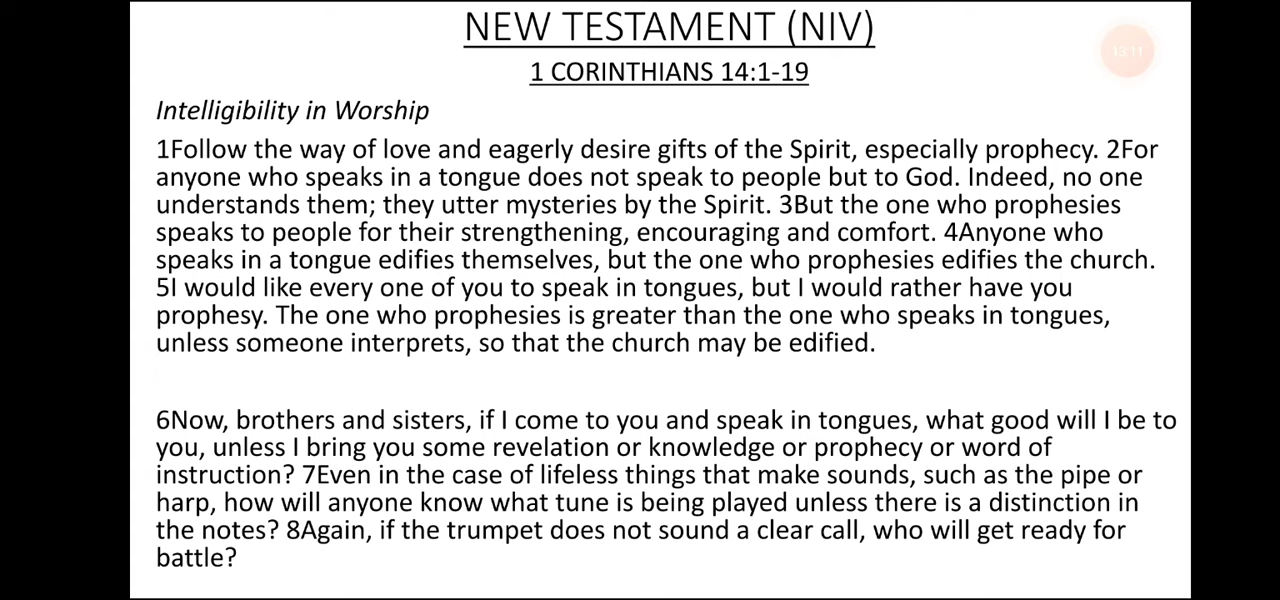 NEW TESTAMENT (NIV)
13:11
1 CORINTHIANS 14:1-19
Intelligibility in Worship
1Follow the way of love and eagerly desire gifts of the Spirit, especially prophecy. 2For
anyone who speaks in a tongue does not speak to people but to God. Indeed, no one
understands them; they utter mysteries by the Spirit. 3But the one who prophesies
speaks to people for their strengthening, encouraging and comfort. 4Anyone who
speaks in a tongue edifies themselves, but the one who prophesies edifies the church.
5I would like every one of you to speak in tongues, but I would rather have you
prophesy. The one who prophesies is greater than the one who speaks in tongues,
unless someone interprets, so that the church may be edified.
6Now, brothers and sisters, if I come to you and speak in tongues, what good will I be to
you, unless I bring you some revelation or knowledge or prophecy or word of
instruction? 7Even in the case of lifeless things that make sounds, such as the pipe or
harp, how will anyone know what tune is being played unless there is a distinction in
the notes? 8Again, if the trumpet does not sound a clear call, who will get ready for
battle?